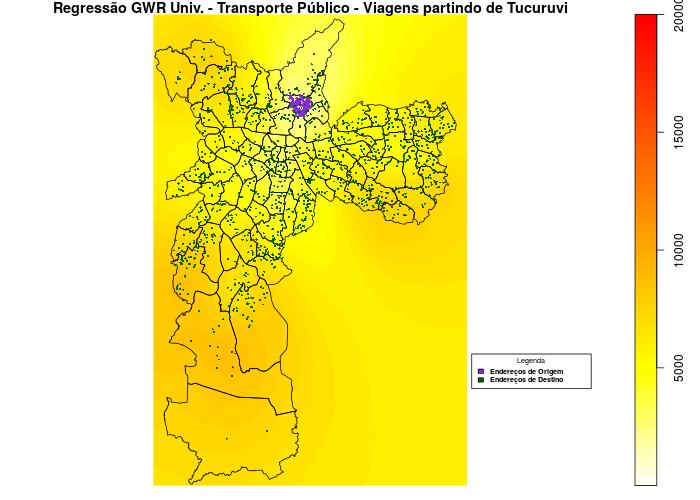 Regressão GWR Univ. - Transporte Público - Viagens partindo de Tucuruvi
20000
15000
10000
5000
Legenda
Endereços de Origem
Endereços de Destino